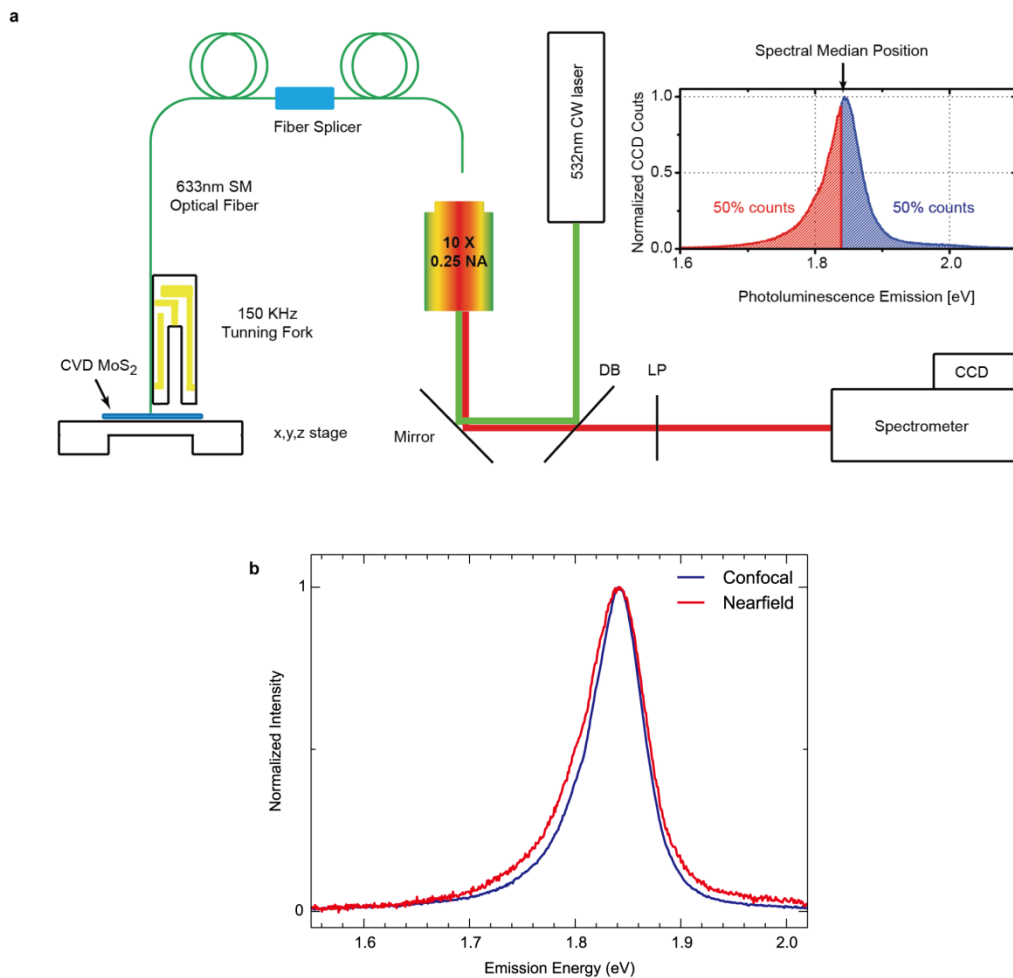 a
Fiber Splicer
633nm SM
Optical Fiber
150 KHz
Tunning Fork
CVD MoS₂
x,y,z stage
10 X
0.25 NA
Mirror
532nm CW laser
DB
LP
CCD
Spectrometer
Spectral Median Position
Normalized CCD Couts
1.0
0.5
0.0
50% counts
50% counts
1.6
1.8
2.0
Photoluminescence Emission [eV]
b
Confocal
Nearfield
Normalized Intensity
1
0
1.6
1.7
1.8
1.9
2.0
Emission Energy (eV)